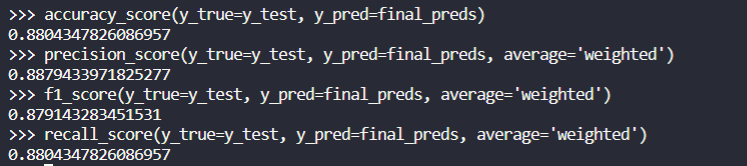 >>> accuracy_score(y_true=y_test, y_pred=final_preds)
0.8804347826086957
>>> precision_score(y_true=y_test, y_pred=final_preds, average='weighted')
0.8879433971825277
>>> f1_score(y_true=y_test, y_pred=final_preds, average='weighted')
0.879143283451531
>>> recall_score(y_true=y_test, y_pred=final_preds, average='weighted')
0.8804347826086957